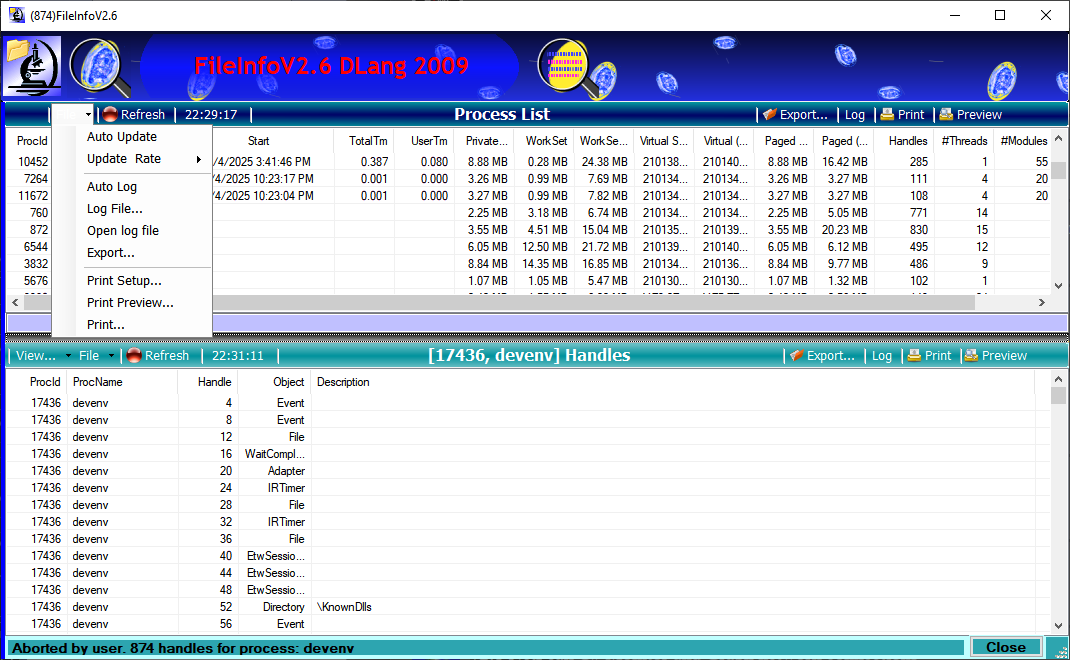 (874)FileInfoV2.6
FileInfoV2.6 DLang 2009
Refresh 22:29:17 Process List Export... Log Print Preview
ProcId Start TotalTm UserTm Private... WorkSet WorkSe... Virtual S... Virtual (... Paged ... Paged (... Handles #Threads #Modules
10452 /4/2025 3:41:46 PM 0.387 0.080 8.88 MB 0.28 MB 24.38 MB 210138... 210140... 8.88 MB 16.42 MB 285 1 55
7264 /4/2025 10:23:17 PM 0.001 0.000 3.26 MB 0.99 MB 7.69 MB 210134... 210134... 3.26 MB 3.27 MB 111 4 20
11672 /4/2025 10:23:04 PM 0.001 0.000 3.27 MB 0.99 MB 7.82 MB 210134... 210134... 3.27 MB 3.27 MB 108 4 20
760 2.25 MB 3.18 MB 6.74 MB 210134... 210134... 2.25 MB 5.05 MB 771 14
872 3.55 MB 4.51 MB 15.04 MB 210135... 210139... 3.55 MB 20.23 MB 830 15
6544 6.05 MB 12.50 MB 21.72 MB 210139... 210140... 6.05 MB 6.12 MB 495 12
3832 8.84 MB 14.35 MB 16.85 MB 210134... 210136... 8.84 MB 9.77 MB 486 9
5676 1.07 MB 1.05 MB 5.47 MB 210130... 210134... 1.07 MB 1.32 MB 102 1
Auto Update
Update Rate
Auto Log
Log File...
Open log file
Export...
Print Setup...
Print Preview...
Print...
View... File Refresh 22:31:11 [17436, devenv] Handles Export... Log Print Preview
ProcId ProcName Handle Object Description
17436 devenv 4 Event
17436 devenv 8 Event
17436 devenv 12 File
17436 devenv 16 WaitCompl...
17436 devenv 20 Adapter
17436 devenv 24 IRTimer
17436 devenv 28 File
17436 devenv 32 IRTimer
17436 devenv 36 File
17436 devenv 40 EtwSessio...
17436 devenv 44 EtwSessio...
17436 devenv 48 EtwSessio...
17436 devenv 52 Directory \KnownDlls
17436 devenv 56 Event
Aborted by user. 874 handles for process: devenv Close